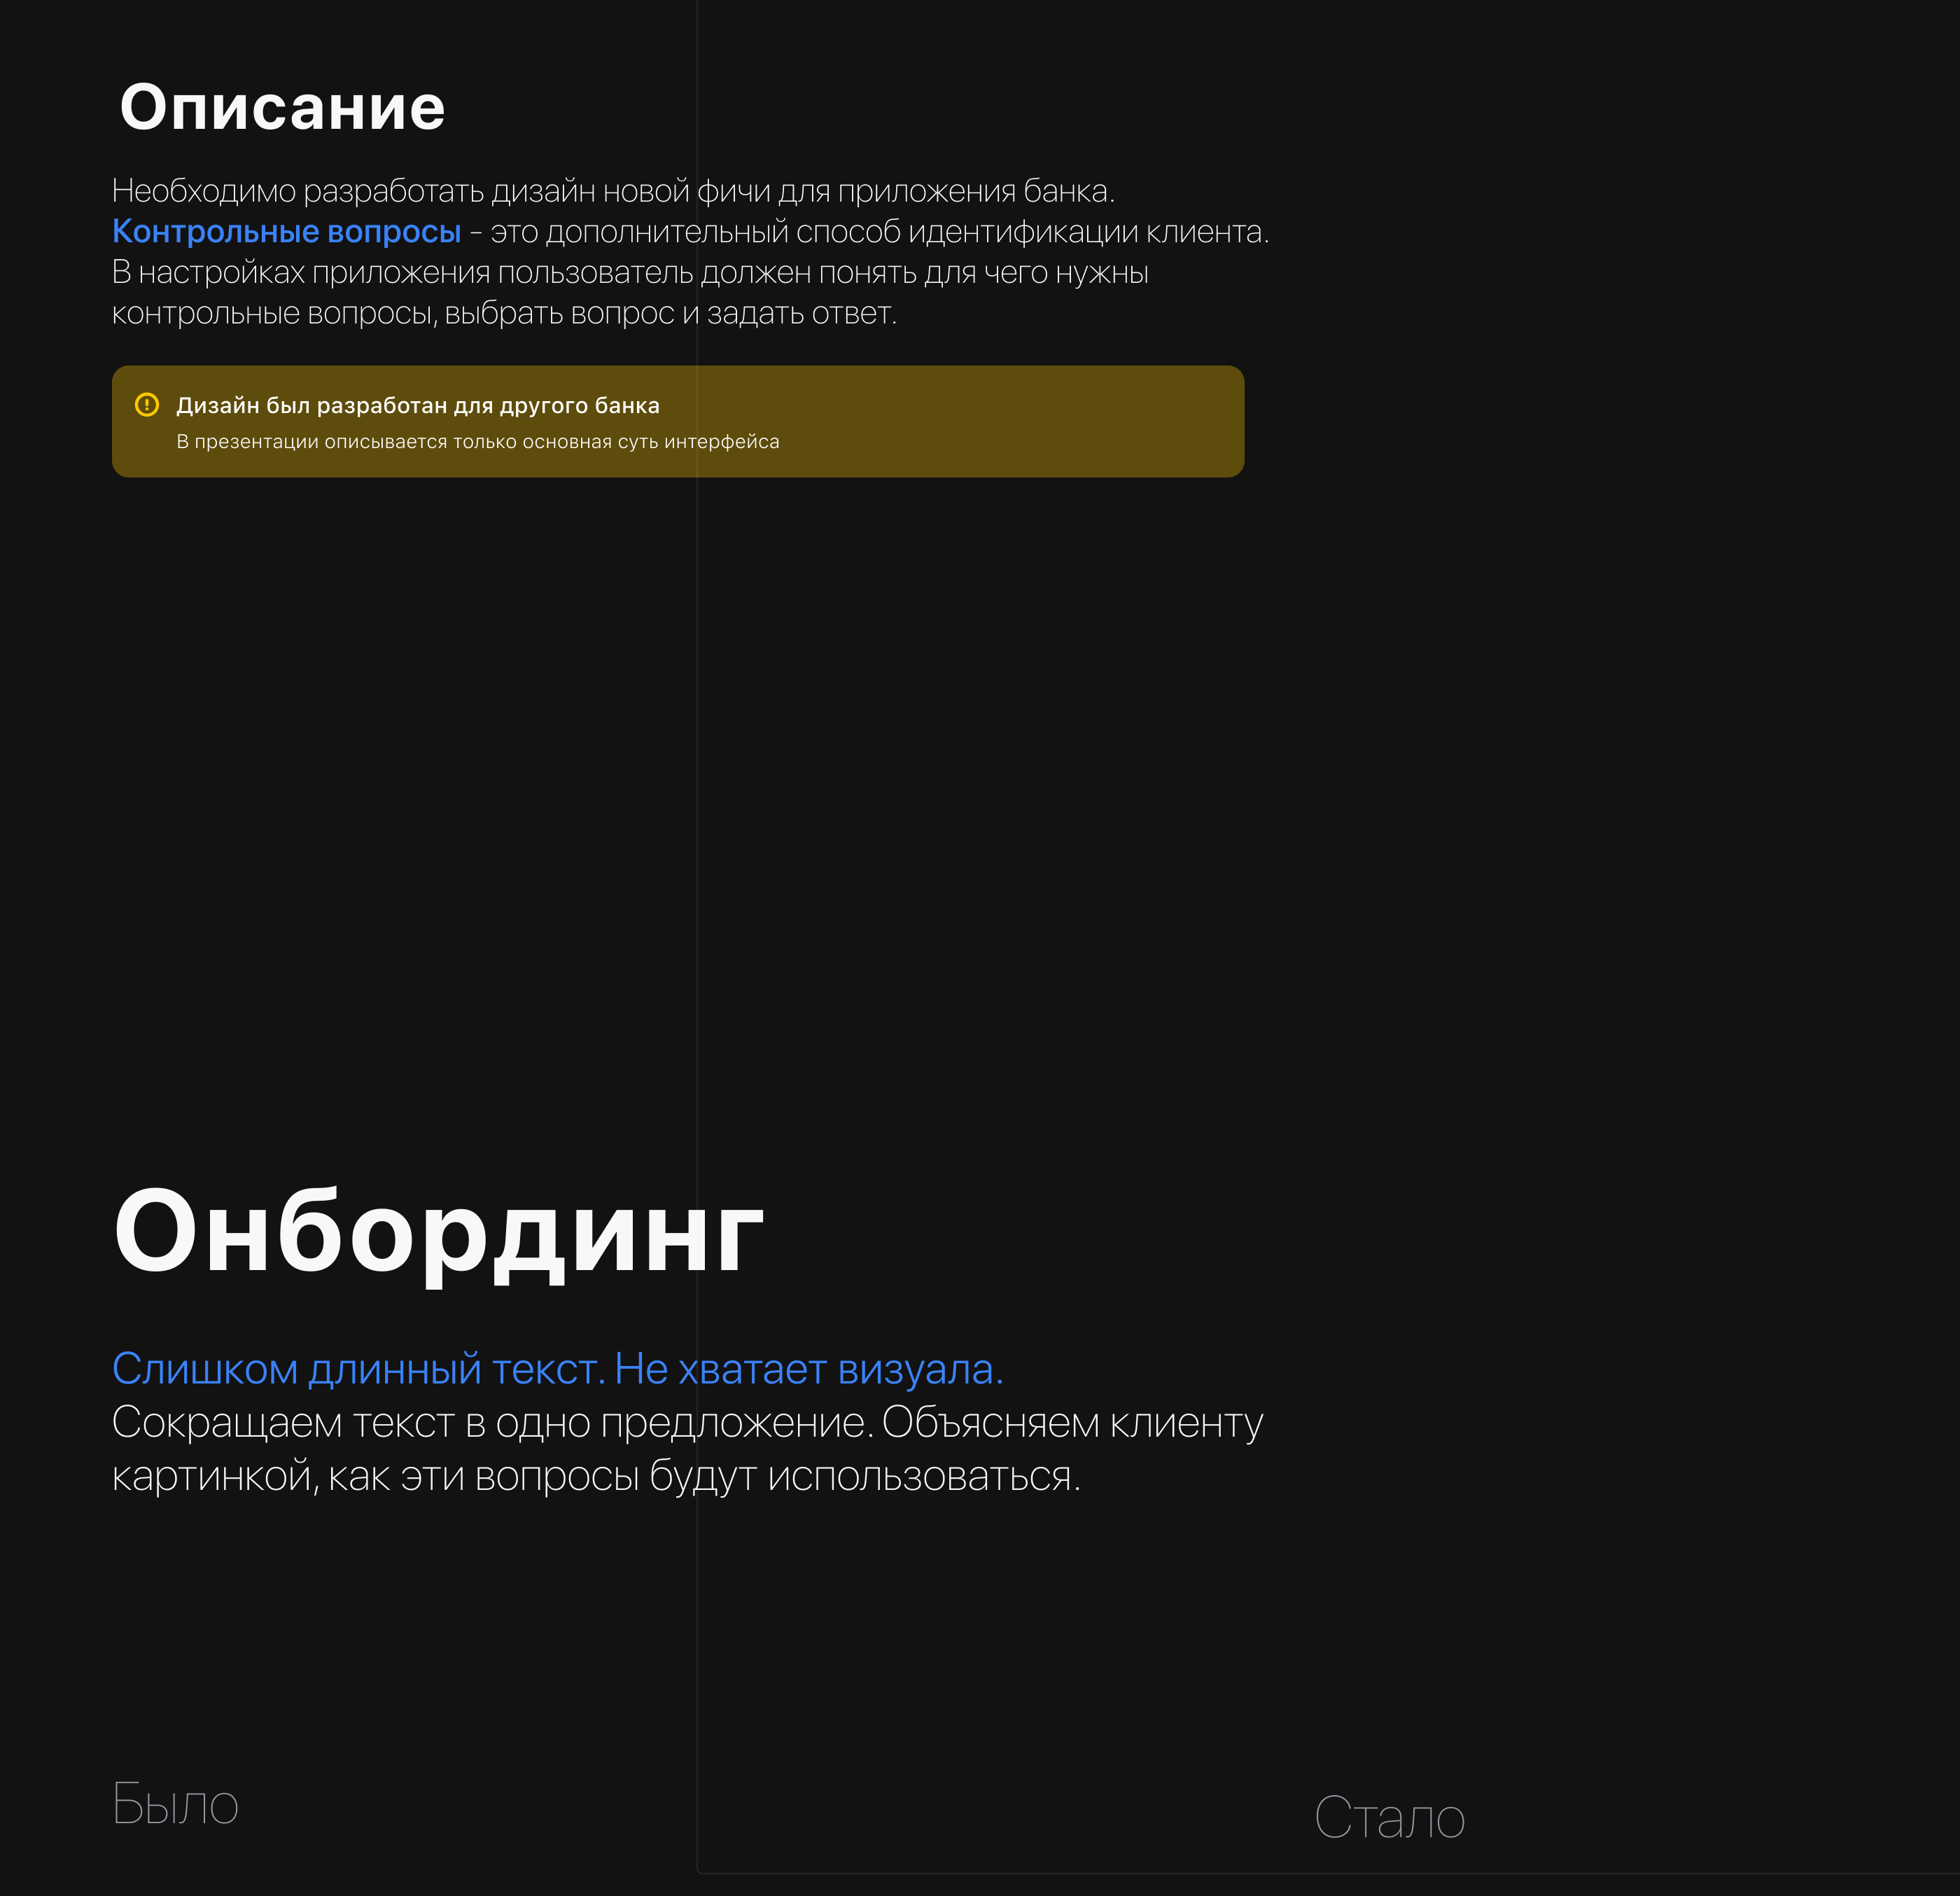 Описание
Необходимо разработать дизайн новой фичи для приложения банка.
Контрольные вопросы - это дополнительный способ идентификации клиента.
В настройках приложения пользователь должен понять для чего нужны
контрольные вопросы, выбрать вопрос и задать ответ.
Дизайн был разработан для другого банка
В презентации описывается только основная суть интерфейса
Онбординг
Слишком длинный текст. Не хватает визуала.
Сокращаем текст в одно предложение. Объясняем клиенту
картинкой, как эти вопросы будут использоваться.
Было
Стало